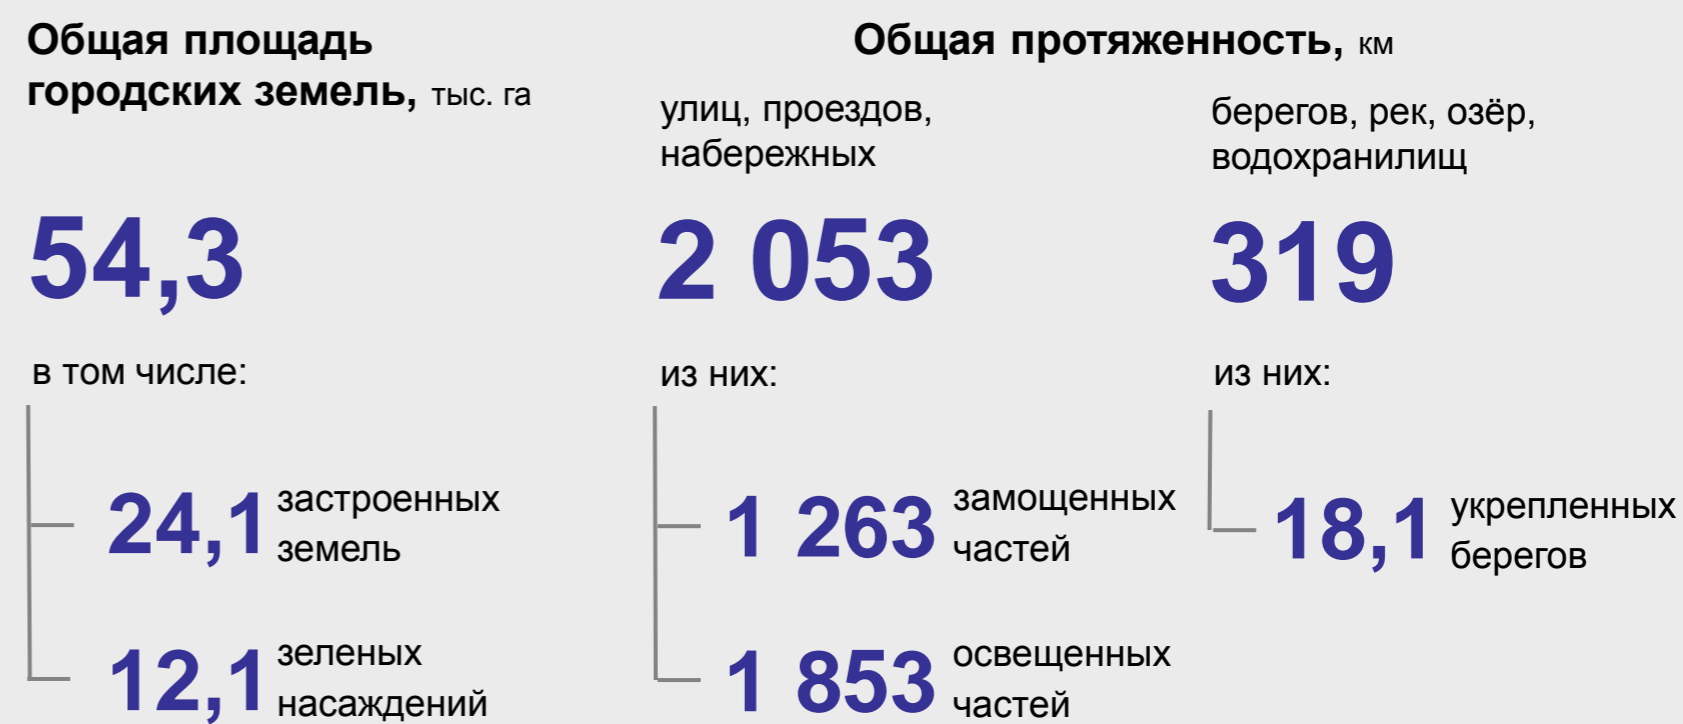 Общая площадь
городских земель, тыс. га
54,3
в том числе:
24,1 застроенных
земель
12,1 зеленых
насаждений
Общая протяженность, км
улиц, проездов,
набережных
2 053
из них:
1 263 замощенных
частей
1 853 освещенных
частей
берегов, рек, озёр,
водохранилищ
319
из них:
18,1 укрепленных
берегов